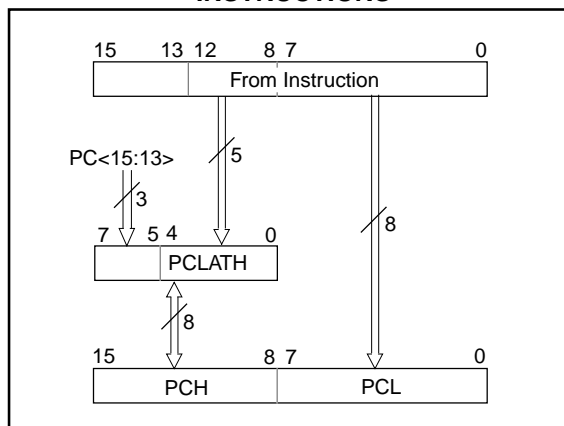 INSTRUCTIONS
15 13 12 8 7 0
From Instruction
PC<15:13>
5
3
8
7 5 4 0
PCLATH
8
15 8 7 0
PCH PCL